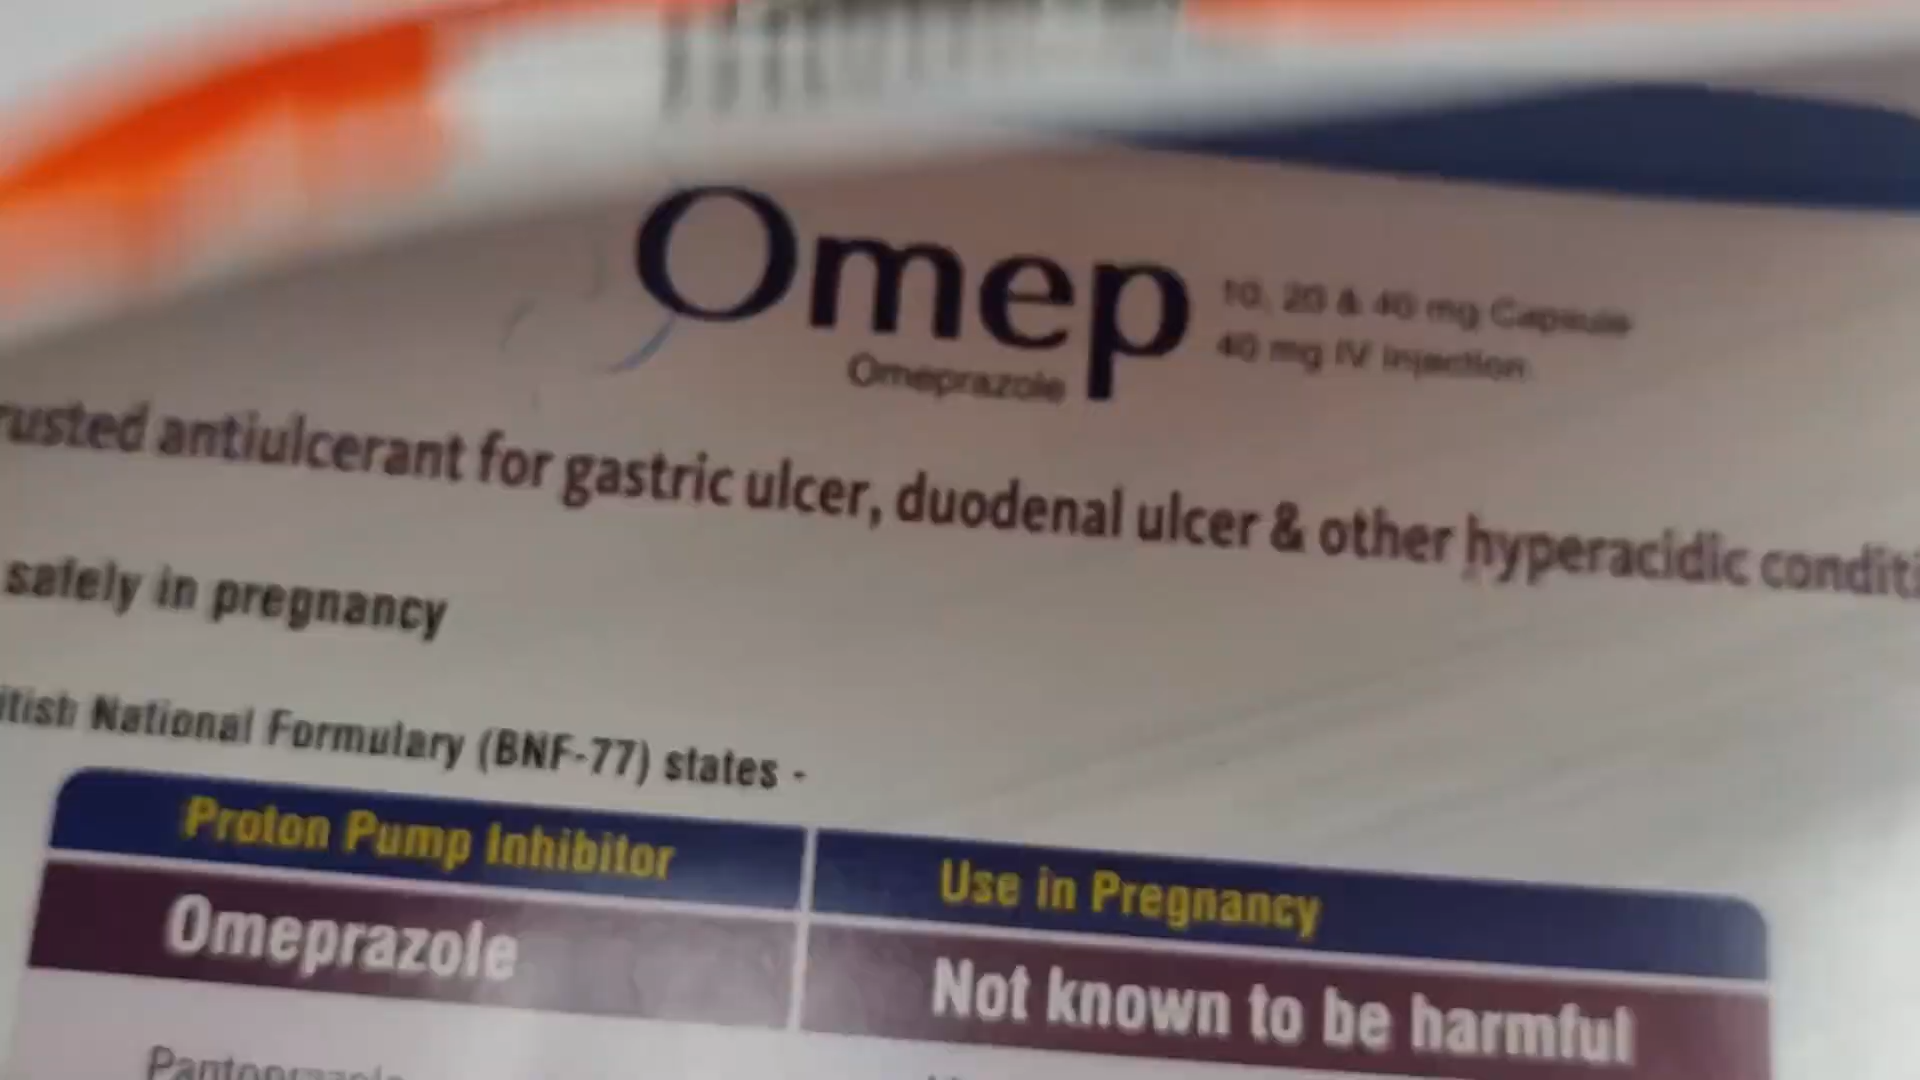 Omep
10, 20 & 40 mg Capsule
40 mg IV Injection
Omeprazole
rusted antiulcerant for gastric ulcer, duodenal ulcer & other hyperacidic conditi
safely in pregnancy
itish National Formulary (BNF-77) states -
Proton Pump Inhibitor
Use in Pregnancy
Omeprazole
Not known to be harmful
Pantoprazole